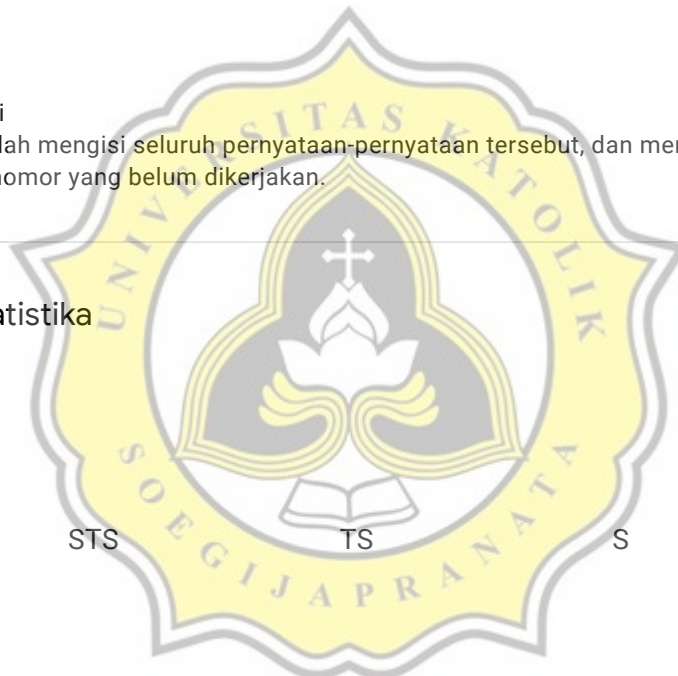 i
lah mengisi seluruh pernyataan-pernyataan tersebut, dan mer
nomor yang belum dikerjakan.
atistika
UNIVERSITAS KATOLIK
SOEGIJAPRANATA
STS TS S